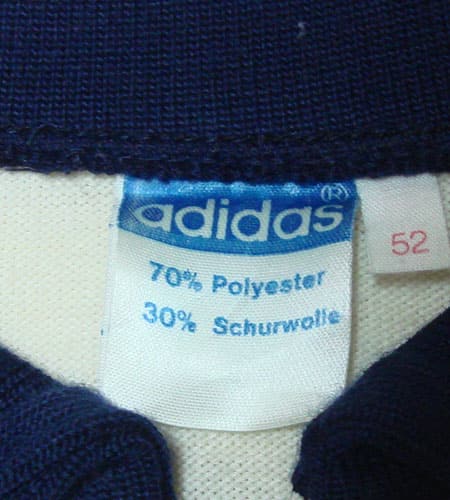 adidas®
52
70% Polyester
30% Schurwolle